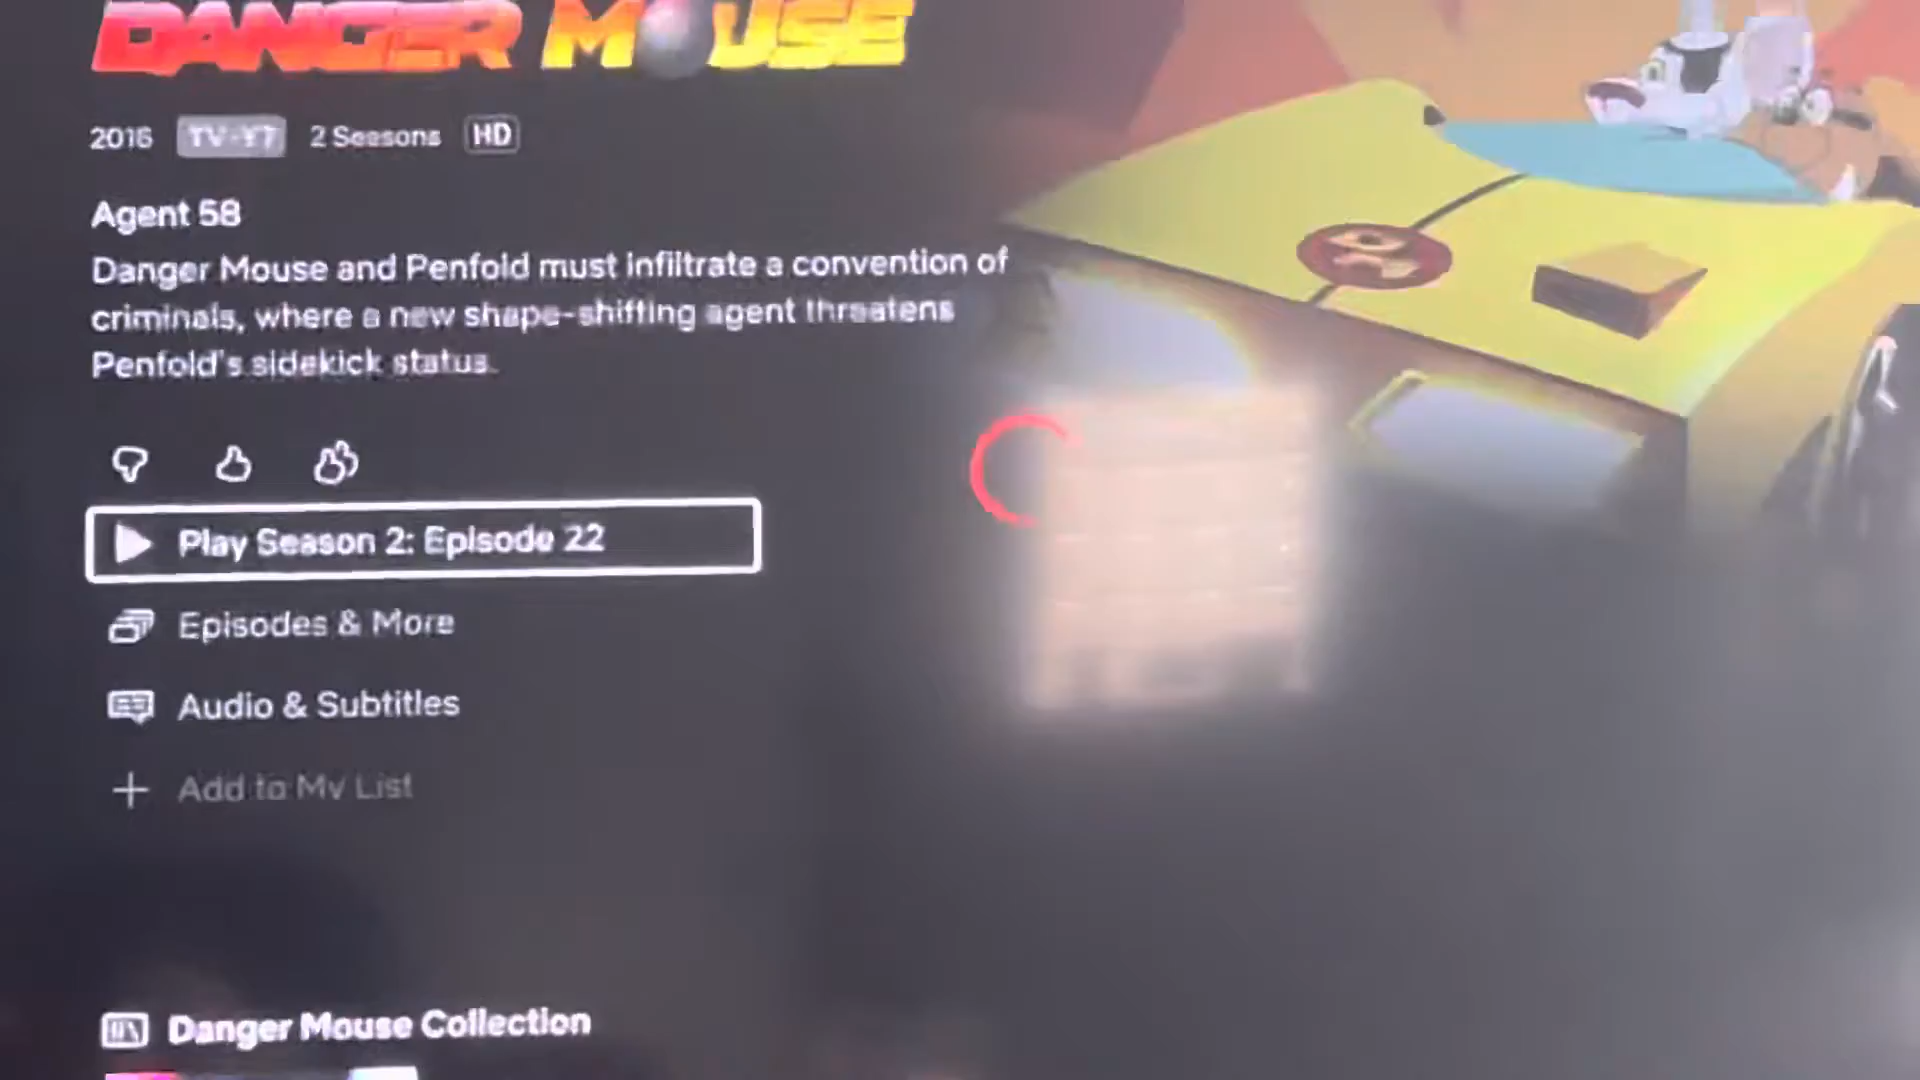 DANGER MOUSE
2016 TV-Y7 2 Seasons HD
Agent 58
Danger Mouse and Penfold must infiltrate a convention of
criminals, where a new shape-shifting agent threatens
Penfold's sidekick status.
Play Season 2: Episode 22
Episodes & More
Audio & Subtitles
Add to My List
Danger Mouse Collection